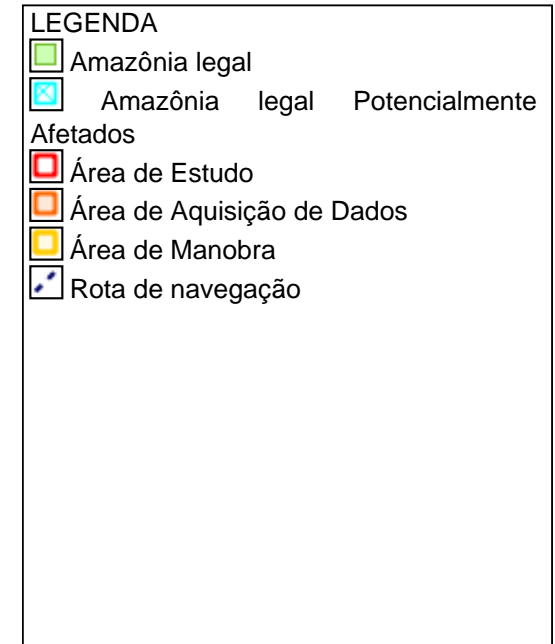 LEGENDA
Amazônia legal
Amazônia legal Potencialmente
Afetados
Área de Estudo
Área de Aquisição de Dados
Área de Manobra
Rota de navegação